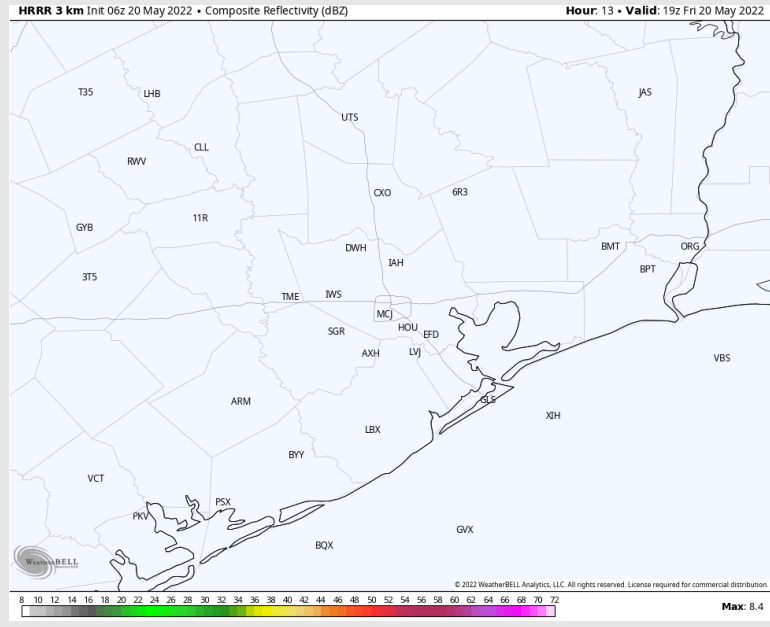 HRRR 3 km Init 06z 20 May 2022 • Composite Reflectivity (dBZ) Hour: 13 • Valid: 19z Fri 20 May 2022
T35 LHB JAS
UTS
CLL
RWV
CXO 6R3
11R
GYB
DWH BMT ORG
IAH
BPT
3T5
TME IWS
MCJ
HOU
SGR EFD
AXH LVJ
VBS
ARM GLS
XIH
LBX
BYY
VCT
PSX
PKV
GVX
BQX
WEATHERBELL
© 2022 WeatherBELL Analytics, LLC. All rights reserved. License required for commercial distribution.
8 10 12 14 16 18 20 22 24 26 28 30 32 34 36 38 40 42 44 46 48 50 52 54 56 58 60 62 64 66 68 70 72
Max: 8.4